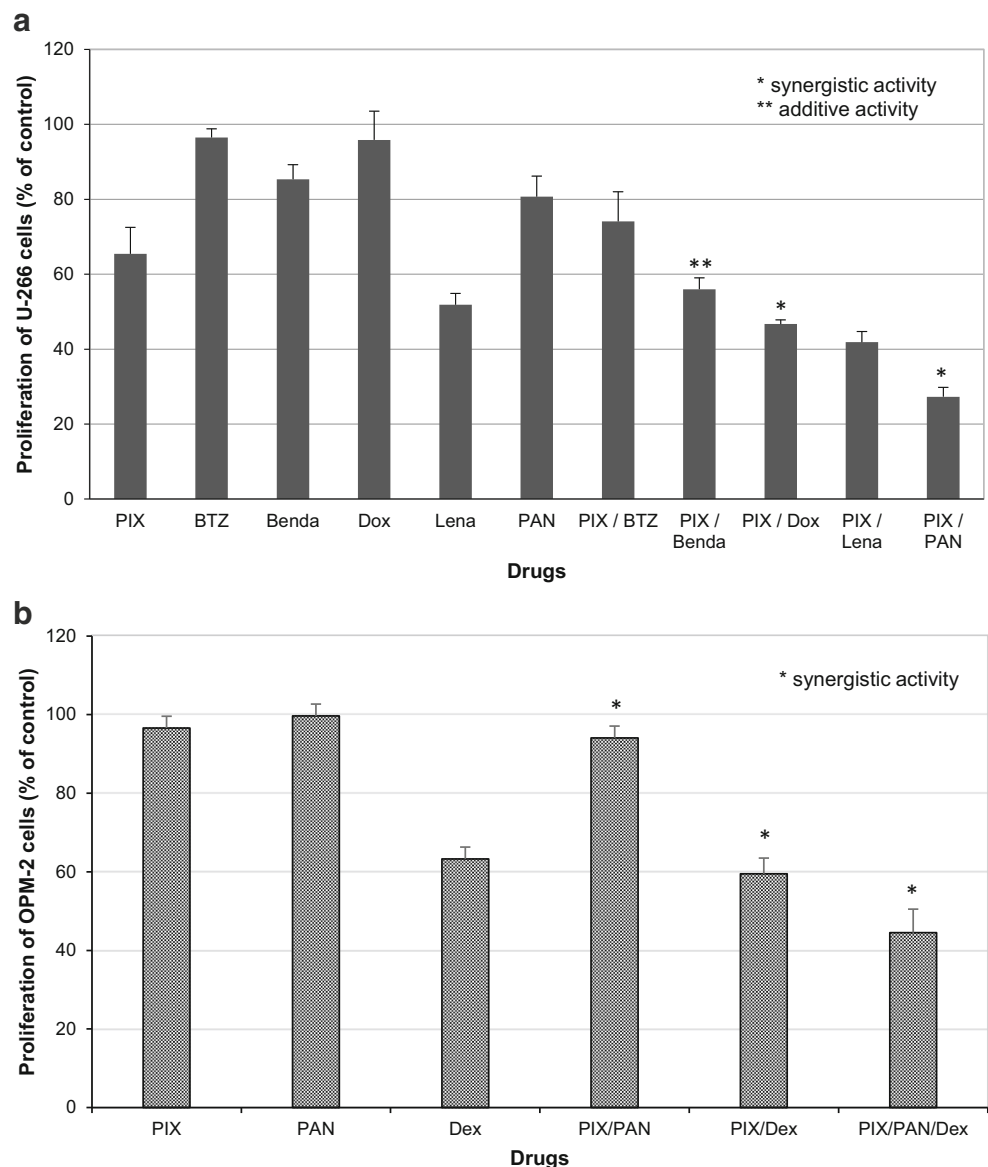 a
120
* synergistic activity
** additive activity
100
80
60
40
20
0
Proliferation of U-266 cells (% of control)
** * *
PIX BTZ Benda Dox Lena PAN PIX / BTZ PIX / Benda PIX / Dox PIX / Lena PIX / PAN
Drugs
b
120
* synergistic activity
100
80
60
40
20
0
Proliferation of OPM-2 cells (% of control)
* * *
PIX PAN Dex PIX/PAN PIX/Dex PIX/PAN/Dex
Drugs